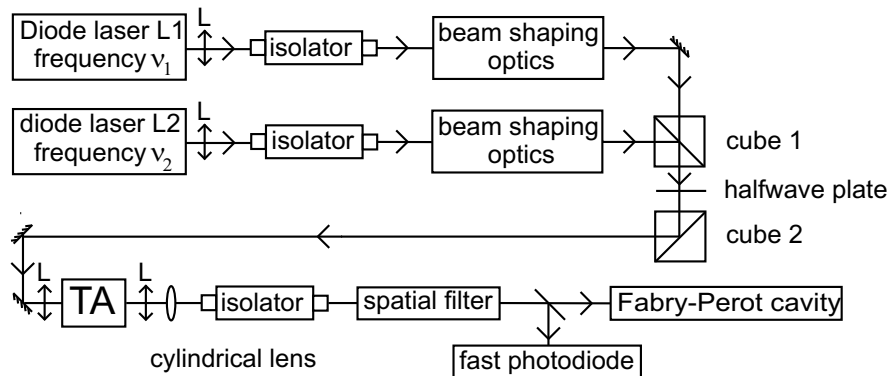 Diode laser L1
frequency ν₁
L
isolator
beam shaping
optics
diode laser L2
frequency ν₂
L
isolator
beam shaping
optics
cube 1
halfwave plate
cube 2
L
TA
L
isolator
spatial filter
Fabry-Perot cavity
cylindrical lens
fast photodiode